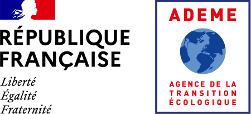 RÉPUBLIQUE
FRANÇAISE
Liberté
Égalité
Fraternité
ADEME
AGENCE DE LA
TRANSITION
ÉCOLOGIQUE